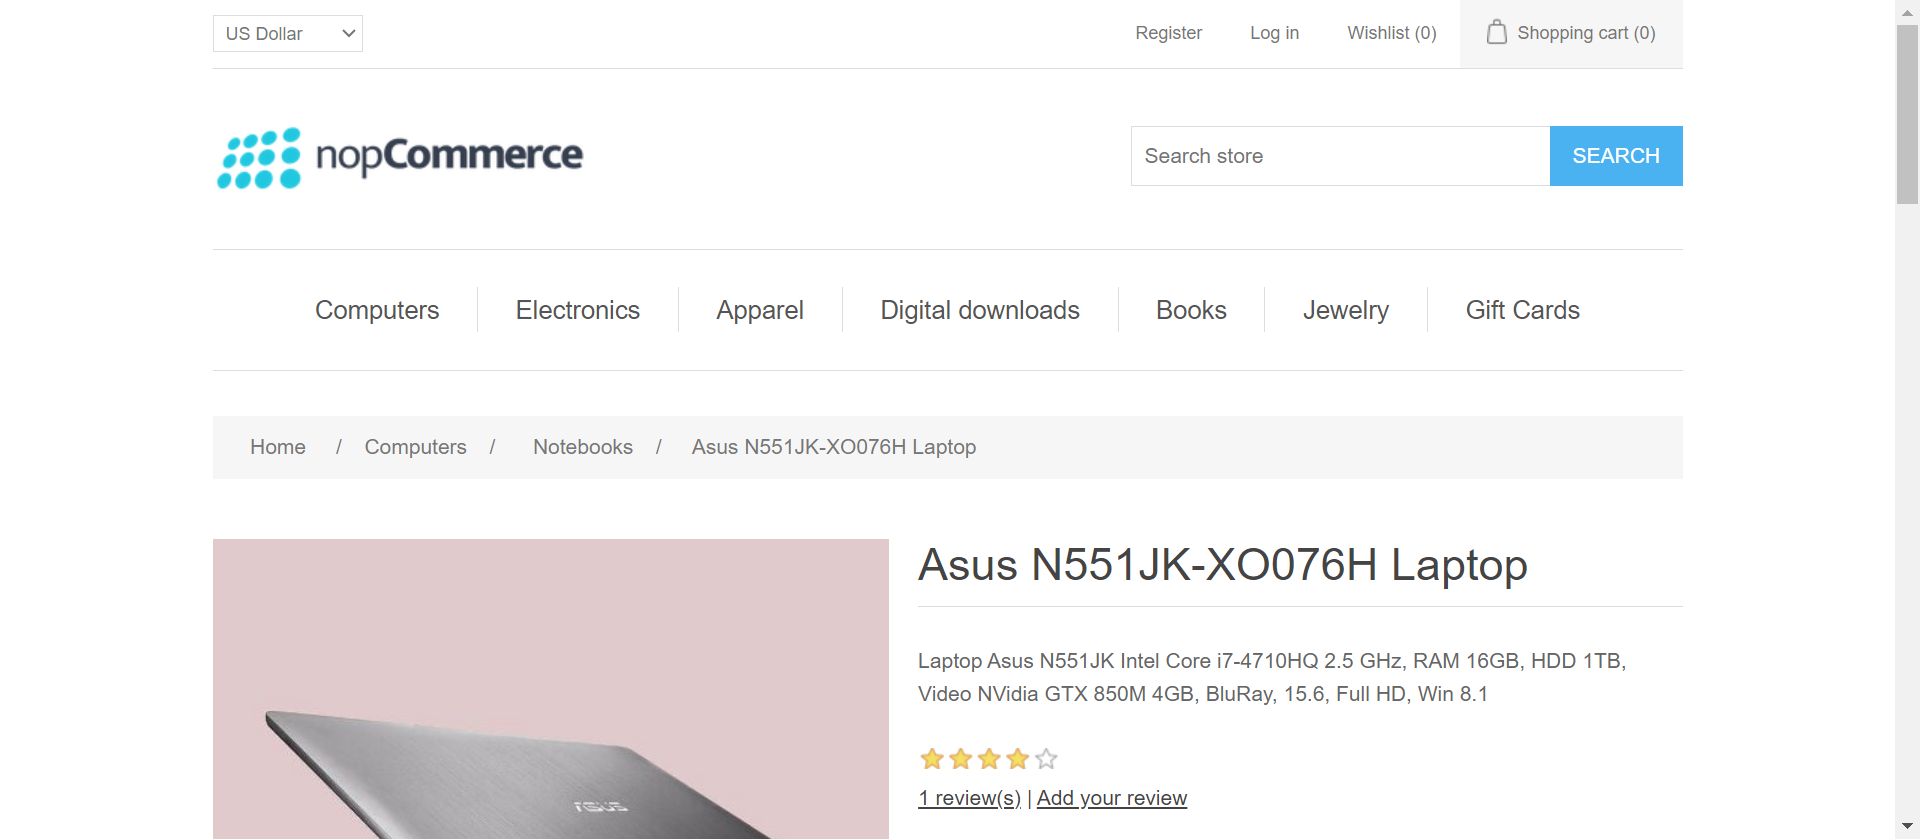 US Dollar
Register
Log in
Wishlist (0)
Shopping cart (0)
nopCommerce
Search store
SEARCH
Computers
Electronics
Apparel
Digital downloads
Books
Jewelry
Gift Cards
Home / Computers / Notebooks / Asus N551JK-XO076H Laptop
Asus N551JK-XO076H Laptop
Laptop Asus N551JK Intel Core i7-4710HQ 2.5 GHz, RAM 16GB, HDD 1TB,
Video NVidia GTX 850M 4GB, BluRay, 15.6, Full HD, Win 8.1
1 review(s) | Add your review
ASUS